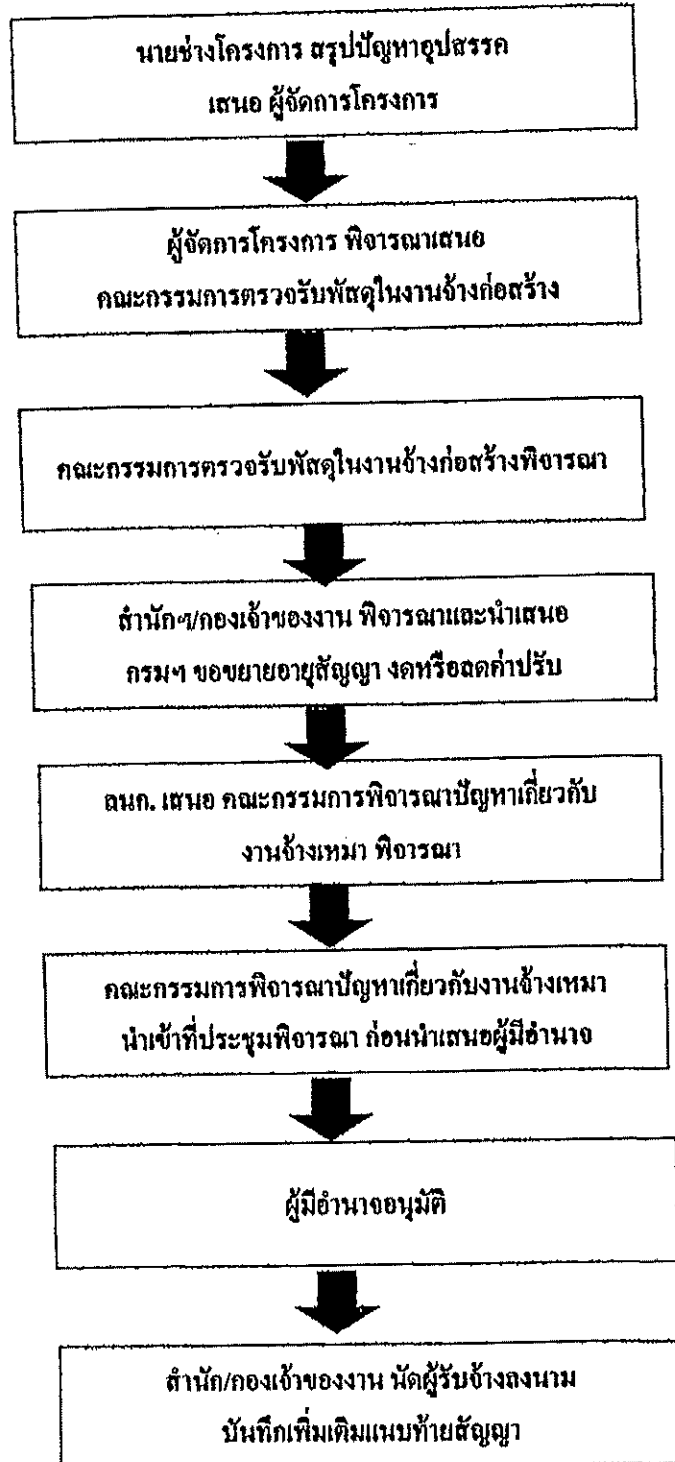 นายช่างโครงการ สรุปปัญหาอุปสรรค
เสนอ ผู้จัดการโครงการ
ผู้จัดการโครงการ พิจารณาเสนอ
คณะกรรมการตรวจรับพัสดุในงานจ้างก่อสร้าง
คณะกรรมการตรวจรับพัสดุในงานจ้างก่อสร้างพิจารณา
สำนักฯ/กองเจ้าของงาน พิจารณาและนำเสนอ
กรมฯ ขอขยายอายุสัญญา งดหรือลดค่าปรับ
ลนก. เสนอ คณะกรรมการพิจารณาปัญหาเกี่ยวกับ
งานจ้างเหมา พิจารณา
คณะกรรมการพิจารณาปัญหาเกี่ยวกับงานจ้างเหมา
นำเข้าที่ประชุมพิจารณา ก่อนนำเสนอผู้มีอำนาจ
ผู้มีอำนาจอนุมัติ
สำนัก/กองเจ้าของงาน นัดผู้รับจ้างลงนาม
บันทึกเพิ่มเติมแนบท้ายสัญญา